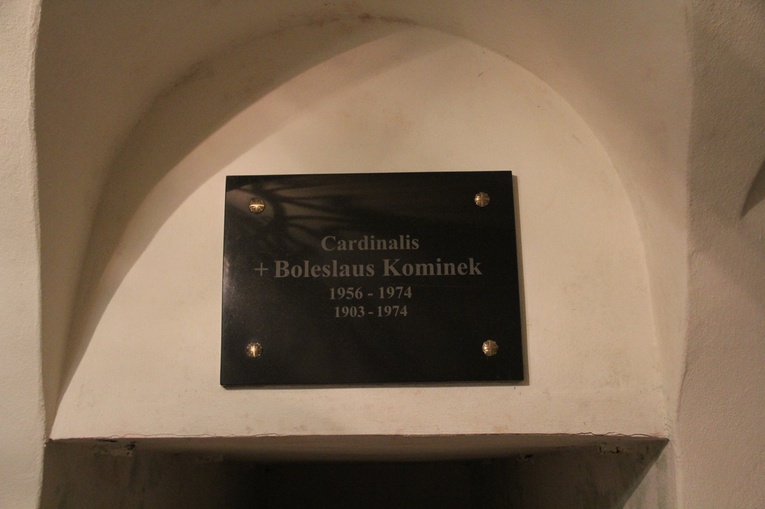 Cardinalis
+ Boleslaus Kominek
1956 - 1974
1903 - 1974